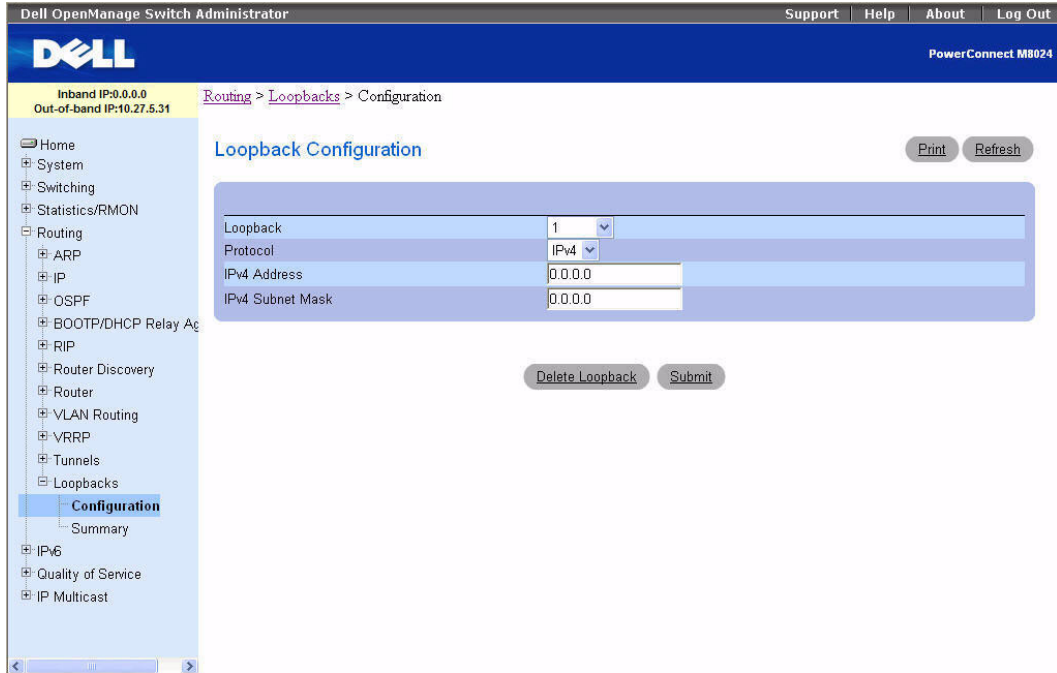 Dell OpenManage Switch Administrator Support Help About Log Out
DELL
PowerConnect M8024
Inband IP:0.0.0.0
Out-of-band IP:10.27.5.31
Routing > Loopbacks > Configuration
Home
System
Switching
Statistics/RMON
Routing
ARP
IP
OSPF
BOOTP/DHCP Relay Ag
RIP
Router Discovery
Router
VLAN Routing
VRRP
Tunnels
Loopbacks
Configuration
Summary
IPv6
Quality of Service
IP Multicast
Loopback Configuration
Print Refresh
Loopback 1
Protocol IPv4
IPv4 Address 0.0.0.0
IPv4 Subnet Mask 0.0.0.0
Delete Loopback Submit